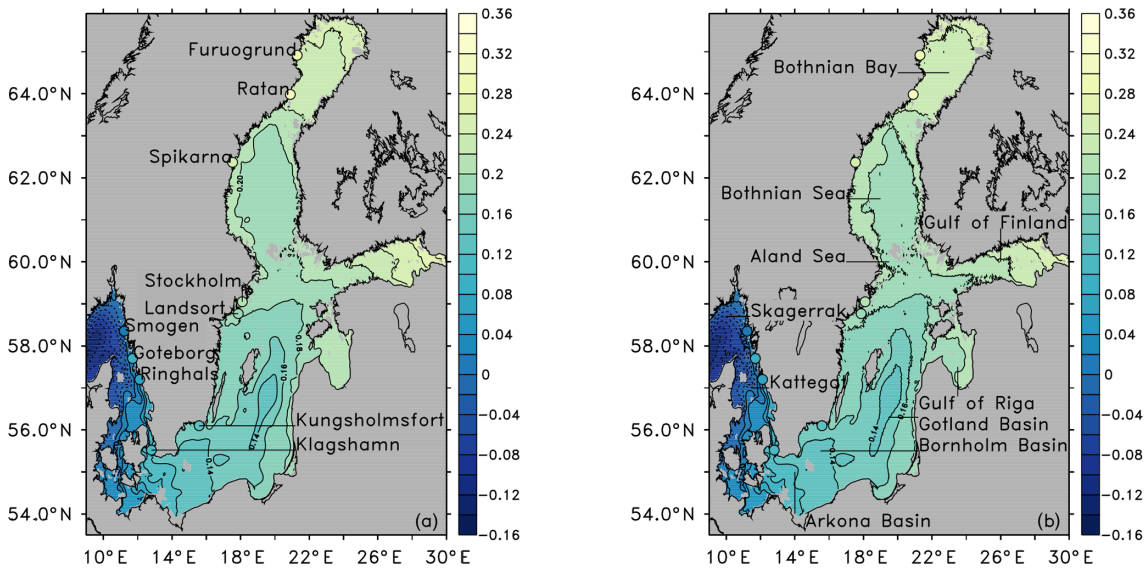 Furuogrund
Ratan
Spikarna
Stockholm
Landsort
Smogen
Goteborg
Ringhals
Kungsholmsfort
Klagshamn
0.20
0.18
0.16
0.14
0.14
(a)
64.0°N
62.0°N
60.0°N
58.0°N
56.0°N
54.0°N
10°E
14°E
18°E
22°E
26°E
30°E
0.36
0.32
0.28
0.24
0.20
0.16
0.12
0.08
0.04
0
−0.04
−0.08
−0.12
−0.16
Bothnian Bay
Bothnian Sea
Gulf of Finland
Aland Sea
Skagerrak
Kattegat
Gulf of Riga
Gotland Basin
Bornholm Basin
Arkona Basin
0.16
0.14
0.14
(b)
64.0°N
62.0°N
60.0°N
58.0°N
56.0°N
54.0°N
10°E
14°E
18°E
22°E
26°E
30°E
0.36
0.32
0.28
0.24
0.20
0.16
0.12
0.08
0.04
0
−0.04
−0.08
−0.12
−0.16